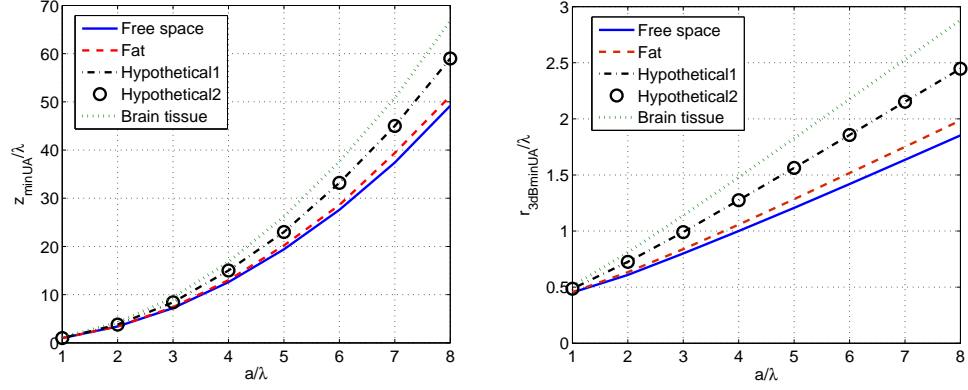 70
60
50
40
30
20
10
0
z_minUA/λ
Free space
Fat
Hypothetical1
Hypothetical2
Brain tissue
1 2 3 4 5 6 7 8
a/λ
3
2.5
2
1.5
1
0.5
0
r_3dBminUA/λ
Free space
Fat
Hypothetical1
Hypothetical2
Brain tissue
1 2 3 4 5 6 7 8
a/λ